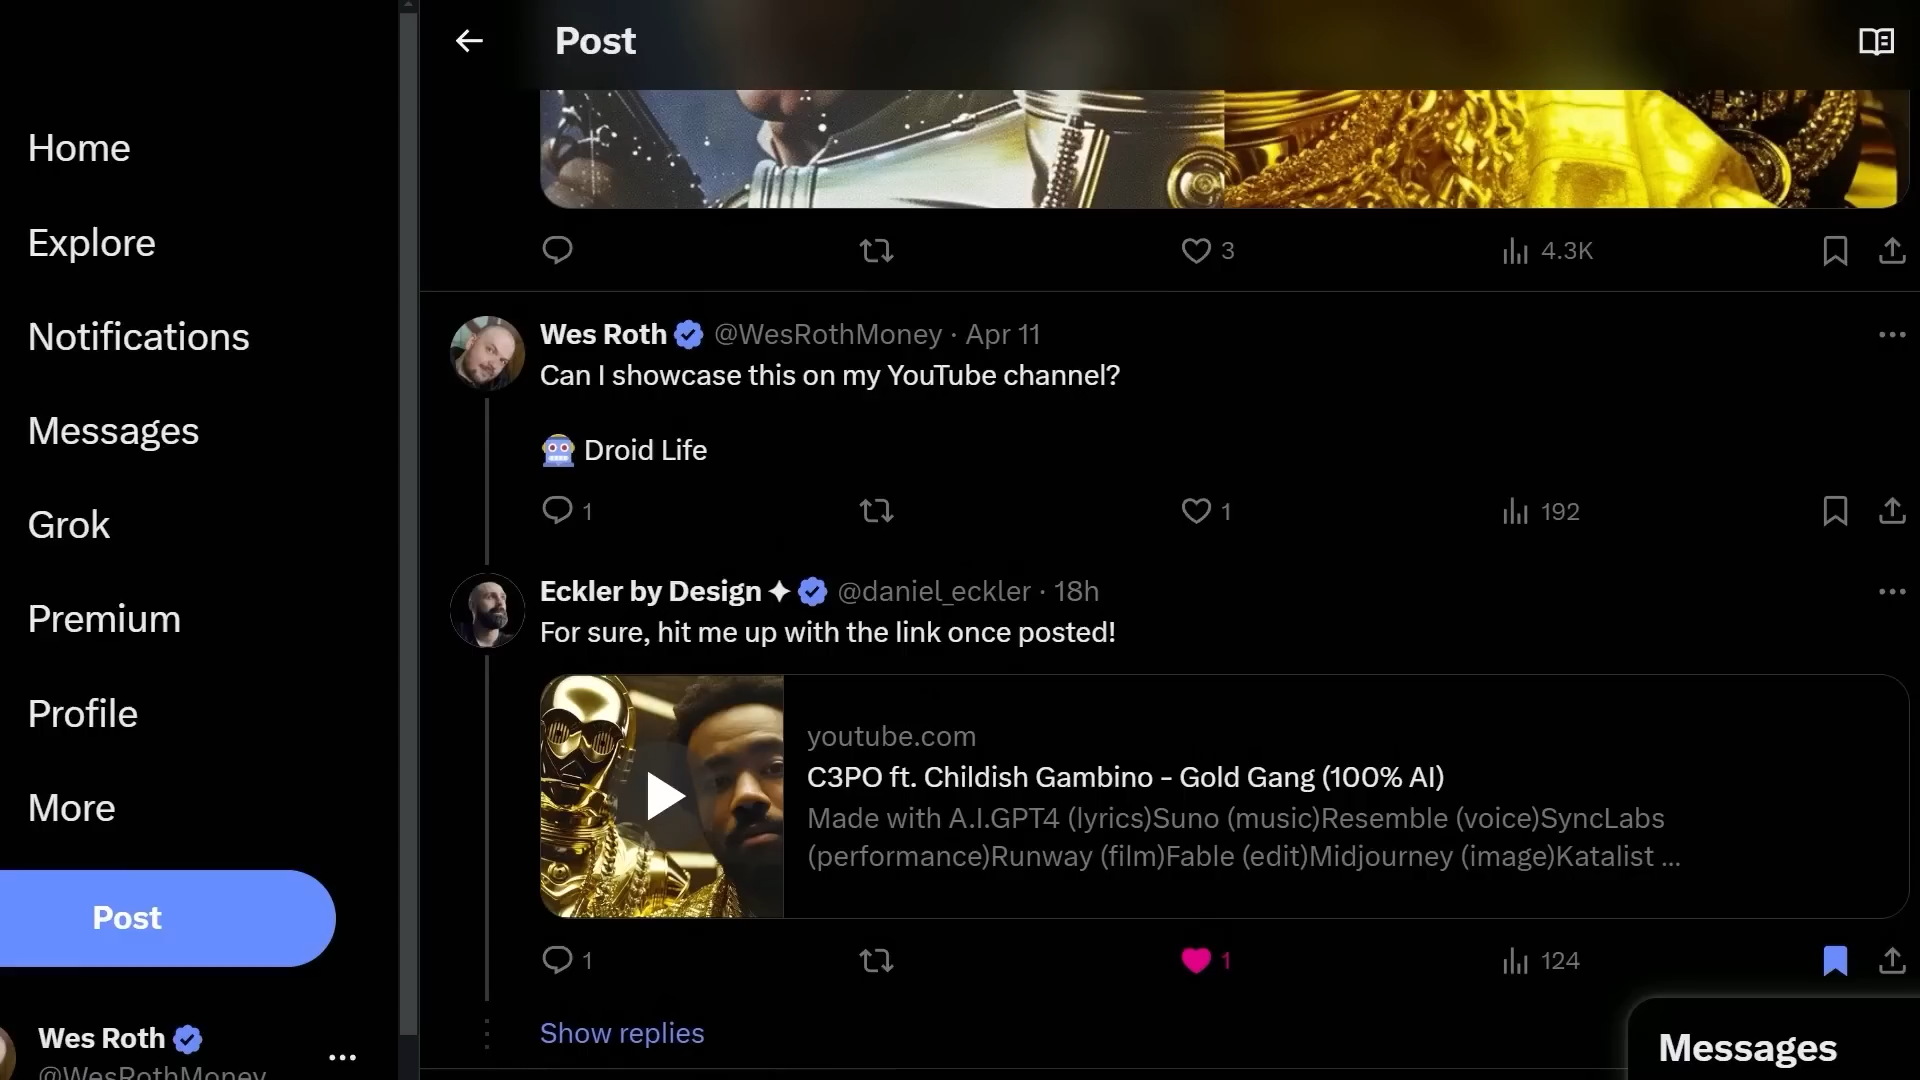 Post
Home
Explore
Notifications
Messages
Grok
Premium
Profile
More
Post
Wes Roth
@WesRothMoney
3
4.3K
Wes Roth @WesRothMoney · Apr 11
Can I showcase this on my YouTube channel?
Droid Life
1
1
192
Eckler by Design @daniel_eckler · 18h
For sure, hit me up with the link once posted!
youtube.com
C3PO ft. Childish Gambino - Gold Gang (100% AI)
Made with A.I.GPT4 (lyrics)Suno (music)Resemble (voice)SyncLabs
(performance)Runway (film)Fable (edit)Midjourney (image)Katalist ...
1
1
124
Show replies
Messages